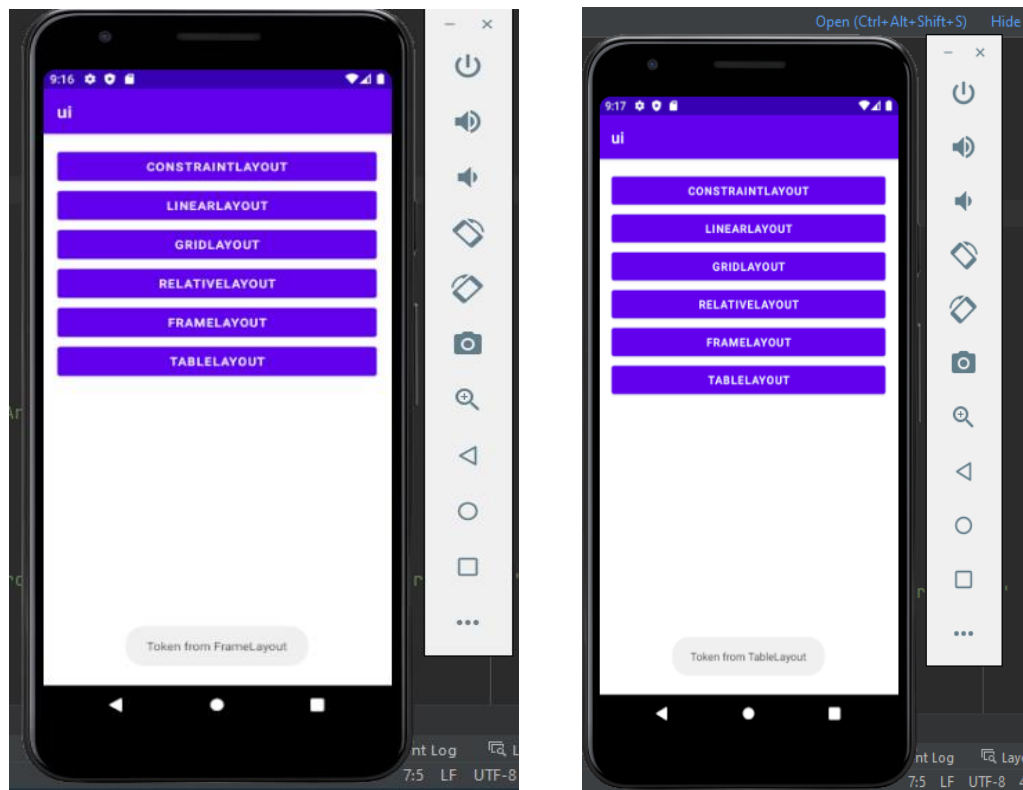 9:16
ui
CONSTRAINTLAYOUT
LINEARLAYOUT
GRIDLAYOUT
RELATIVELAYOUT
FRAMELAYOUT
TABLELAYOUT
Token from FrameLayout
nt Log
7:5 LF UTF-8
Open (Ctrl+Alt+Shift+S) Hide
9:17
ui
CONSTRAINTLAYOUT
LINEARLAYOUT
GRIDLAYOUT
RELATIVELAYOUT
FRAMELAYOUT
TABLELAYOUT
Token from TableLayout
nt Log Laye
7:5 LF UTF-8